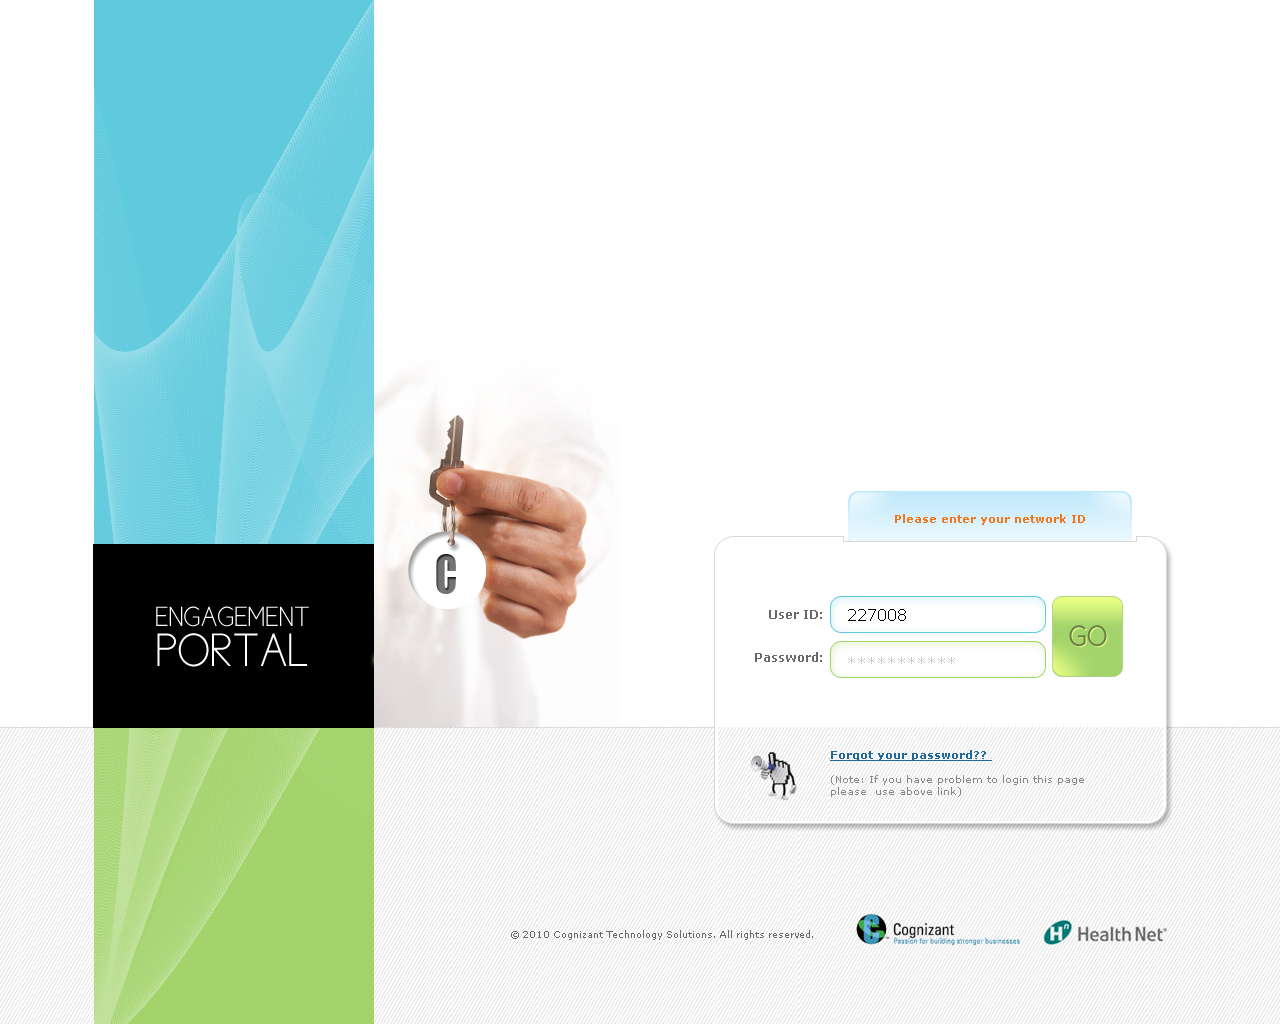 ENGAGEMENT
PORTAL
C
Please enter your network ID
User ID: 227008
GO
Password: ***********
Forgot your password??
(Note: If you have problem to login this page
please use above link)
© 2010 Cognizant Technology Solutions. All rights reserved.
Cognizant
Passion for building stronger businesses
Hn Health Net®